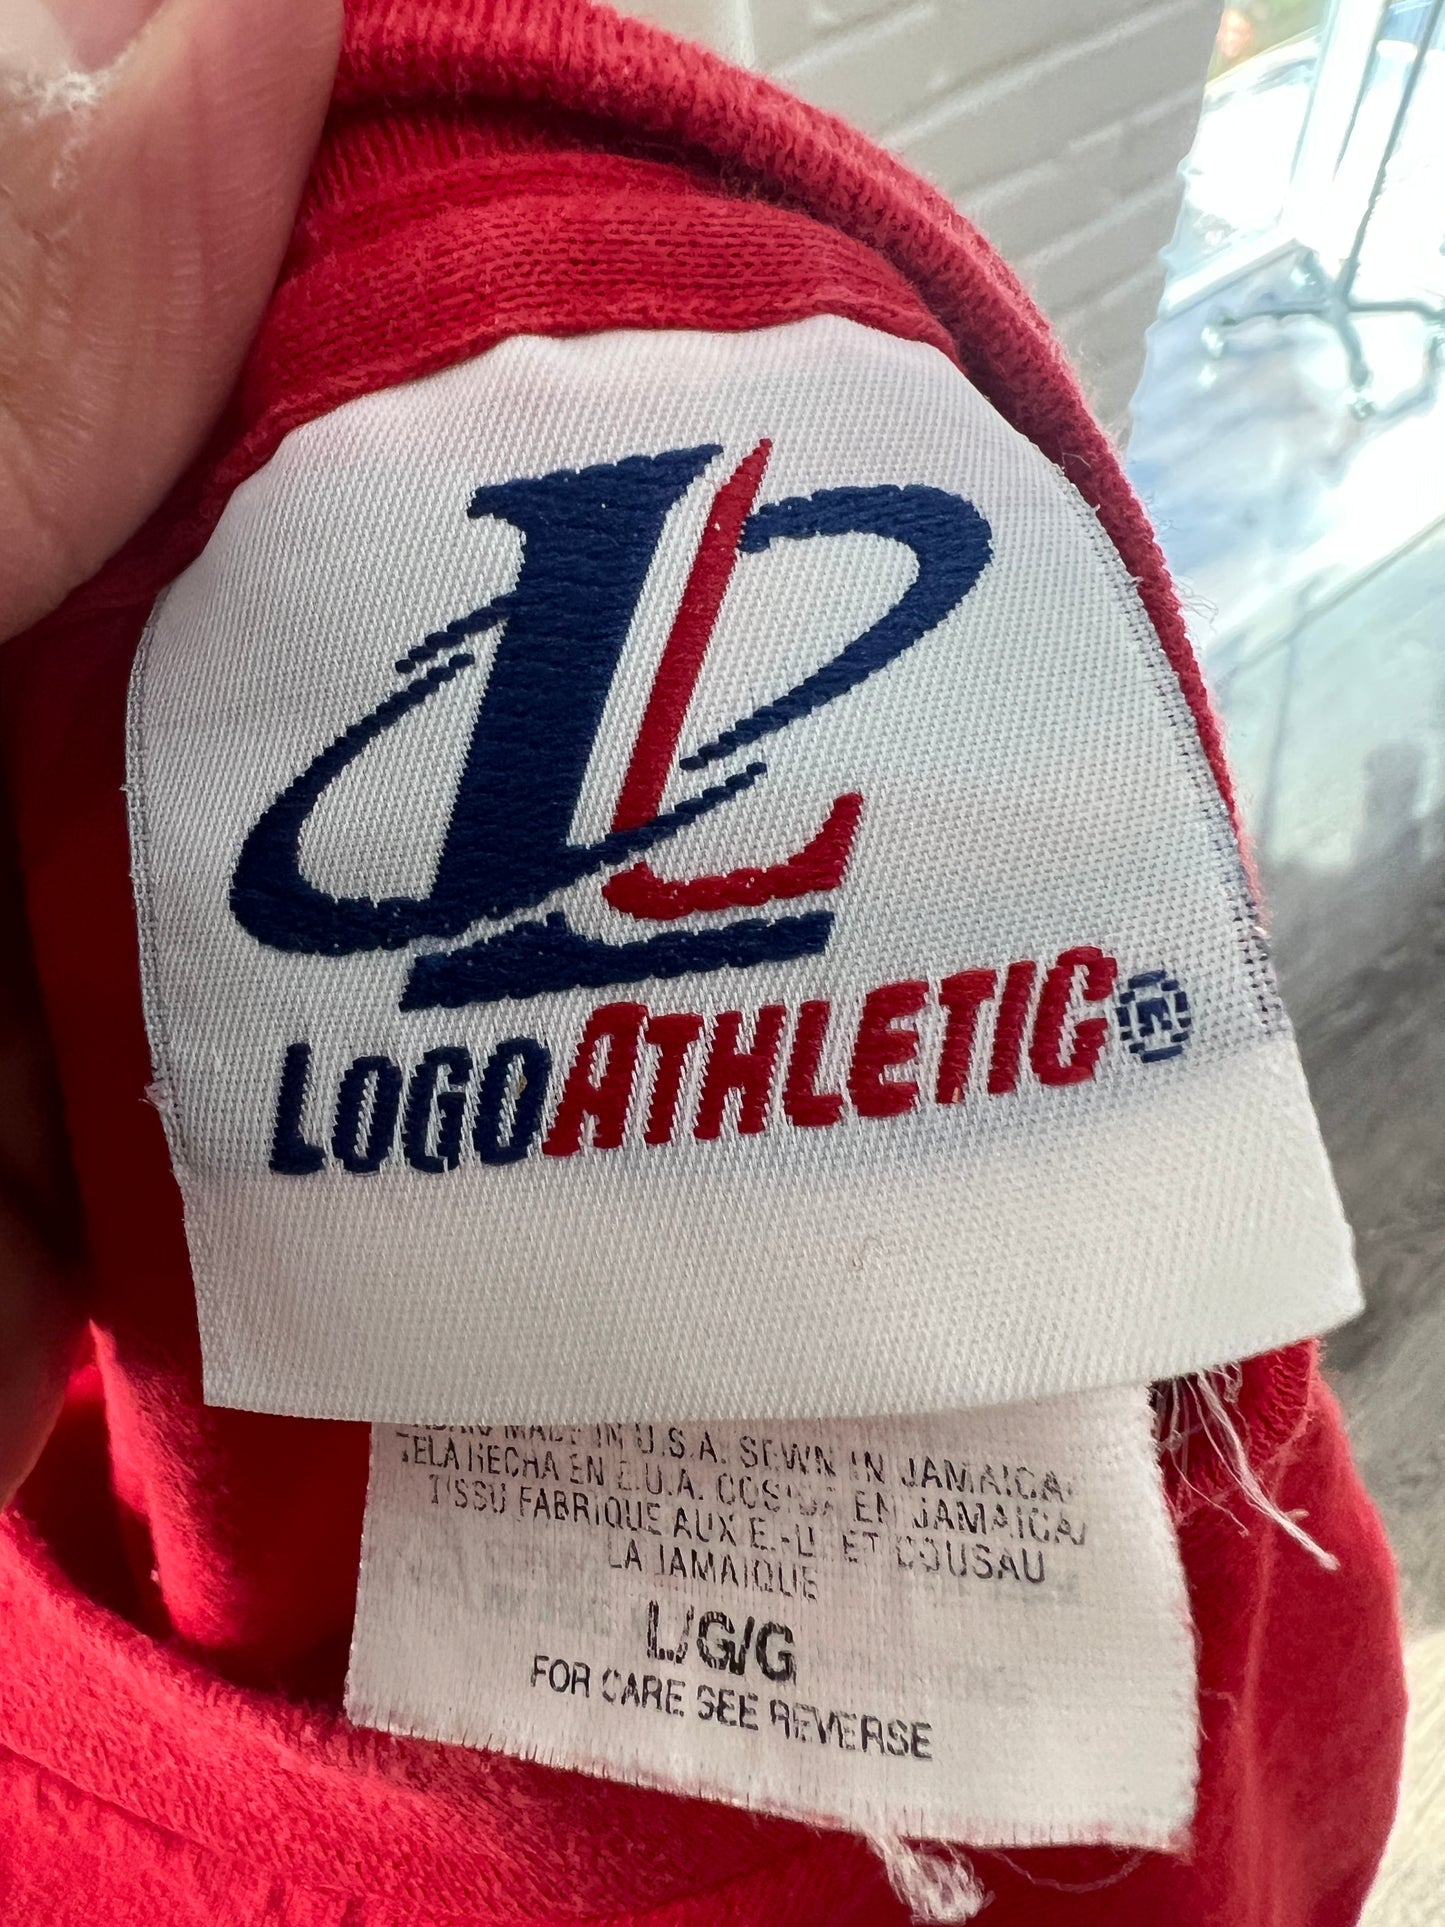 LOGOATHLETIC®
MADE IN U.S.A. SEWN IN JAMAICA/
TELA HECHA EN E.U.A. COSIDA EN JAMAICA/
TISSU FABRIQUE AUX E.-U. ET COUSAU
LA JAMAIQUE
L/G/G
FOR CARE SEE REVERSE